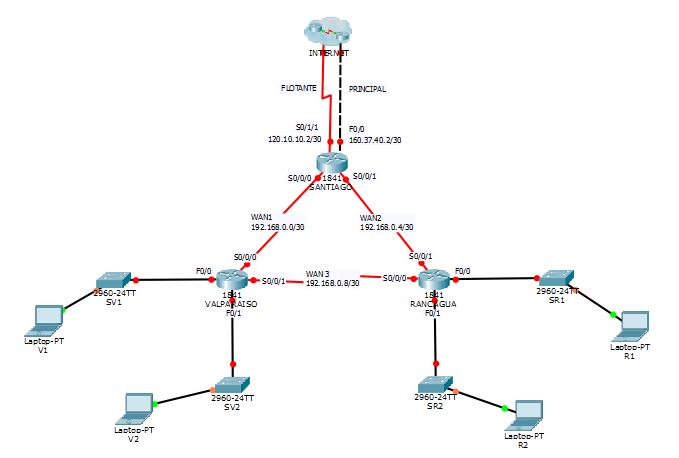 INTERNET
FLOTANTE
PRINCIPAL
S0/1/1
F0/0
120.10.10.2/30
160.37.40.2/30
S0/0/0
1841
SANTIAGO
S0/0/1
WAN1
192.168.0.0/30
WAN2
192.168.0.4/30
S0/0/0
S0/0/1
F0/0
S0/0/1
WAN 3
192.168.0.8/30
S0/0/0
F0/0
2960-24TT
SV1
1841
VALPARAISO
F0/1
1841
RANCAGUA
F0/1
2960-24TT
SR1
Laptop-PT
V1
Laptop-PT
R1
2960-24TT
SV2
2960-24TT
SR2
Laptop-PT
V2
Laptop-PT
R2